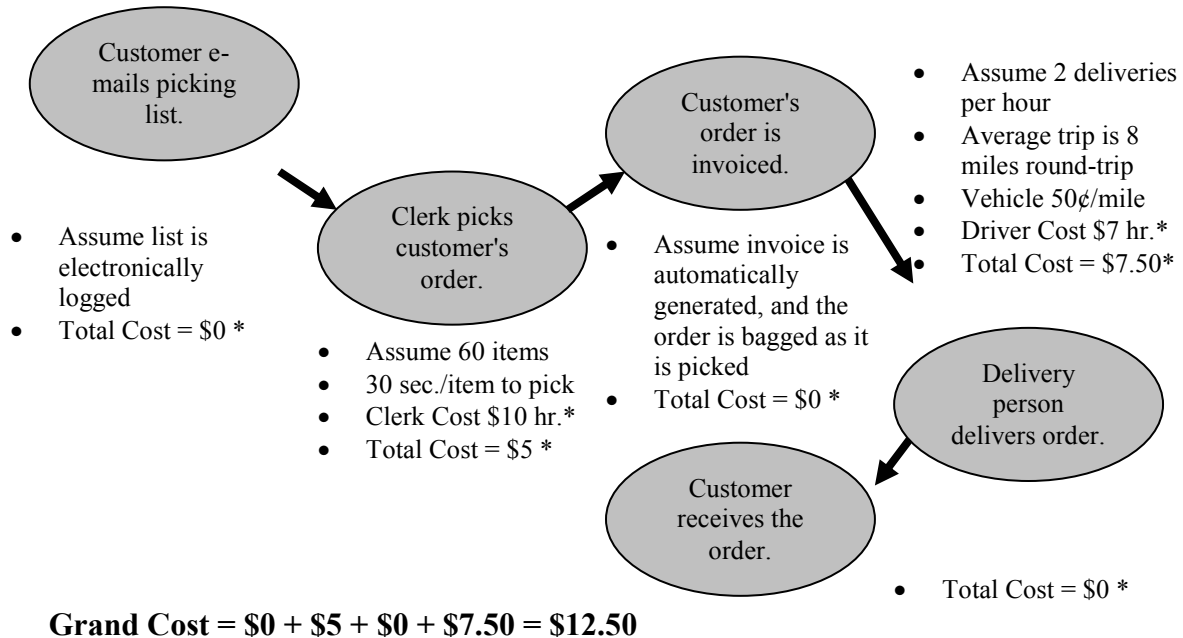 Customer e-
mails picking
list.
• Assume list is
electronically
logged
• Total Cost = $0 *
Clerk picks
customer's
order.
• Assume 60 items
• 30 sec./item to pick
• Clerk Cost $10 hr.*
• Total Cost = $5 *
Customer's
order is
invoiced.
• Assume invoice is
automatically
generated, and the
order is bagged as it
is picked
• Total Cost = $0 *
• Assume 2 deliveries
per hour
• Average trip is 8
miles round-trip
• Vehicle 50¢/mile
• Driver Cost $7 hr.*
• Total Cost = $7.50*
Delivery
person
delivers order.
Customer
receives the
order.
• Total Cost = $0 *
Grand Cost = $0 + $5 + $0 + $7.50 = $12.50